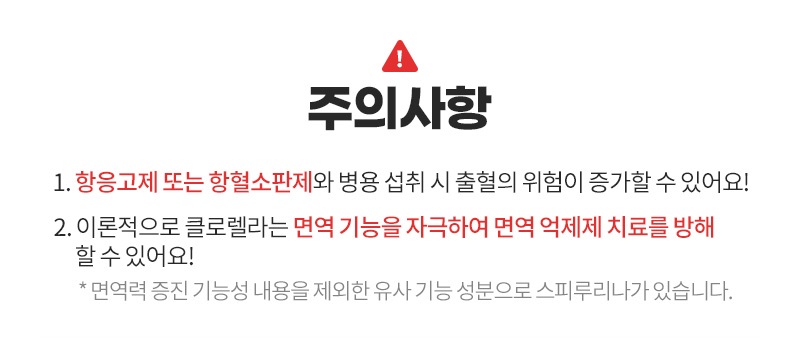 주의사항
1. 항응고제 또는 항혈소판제와 병용 섭취 시 출혈의 위험이 증가할 수 있어요!
2. 이론적으로 클로렐라는 면역 기능을 자극하여 면역 억제제 치료를 방해
할 수 있어요!
* 면역력 증진 기능성 내용을 제외한 유사 기능 성분으로 스피루리나가 있습니다.